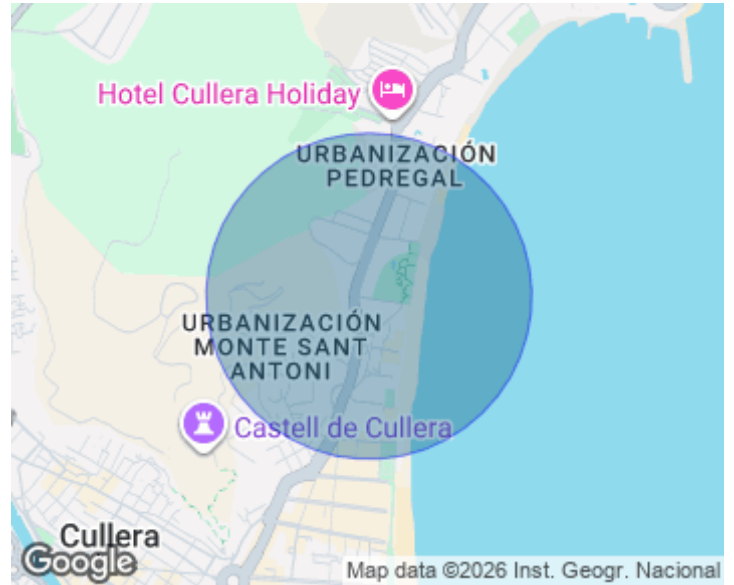 Hotel Cullera Holiday
URBANIZACIÓN
PEDREGAL
URBANIZACIÓN
MONTE SANT
ANTONI
Castell de Cullera
Cullera
Google
Map data ©2026 Inst. Geogr. Nacional